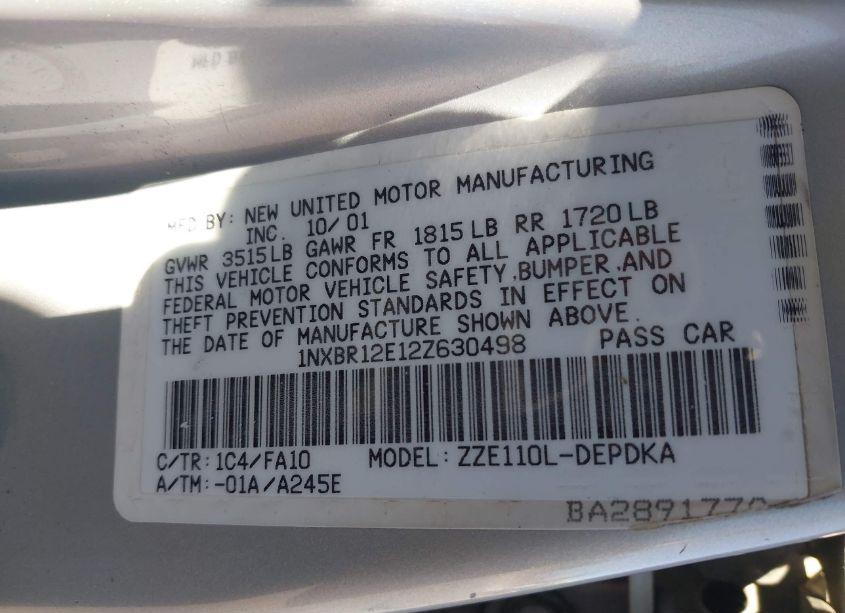 MFD BY: NEW UNITED MOTOR MANUFACTURING
INC. 10/01
GVWR 3515LB GAWR FR 1815LB RR 1720LB
THIS VEHICLE CONFORMS TO ALL APPLICABLE
FEDERAL MOTOR VEHICLE SAFETY,BUMPER,AND
THEFT PREVENTION STANDARDS IN EFFECT ON
THE DATE OF MANUFACTURE SHOWN ABOVE.
1NXBR12E12Z630498 PASS CAR
C/TR: 1C4/FA10 MODEL: ZZE110L-DEPDKA
A/TM: -01A/A245E